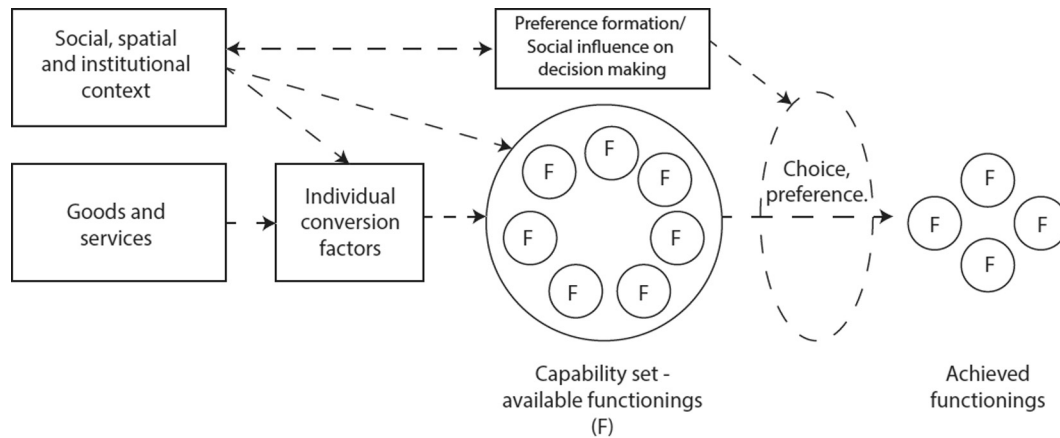 Social, spatial
and institutional
context
Preference formation/
Social influence on
decision making
Goods and
services
Individual
conversion
factors
F
F
F
F
F
F
F
Choice,
preference.
F
F
F
F
Capability set -
available functionings
(F)
Achieved
functionings